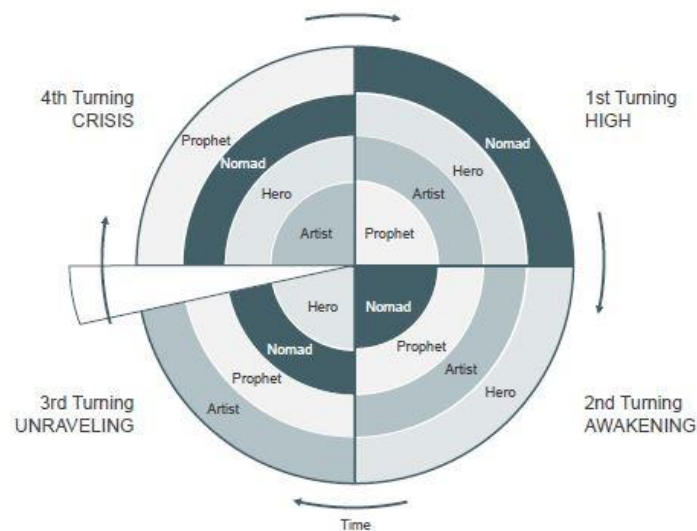 4th Turning
CRISIS
Prophet
Nomad
Hero
Artist
1st Turning
HIGH
Nomad
Hero
Artist
Prophet
3rd Turning
UNRAVELING
Hero
Nomad
Prophet
Artist
2nd Turning
AWAKENING
Nomad
Prophet
Artist
Hero
Time